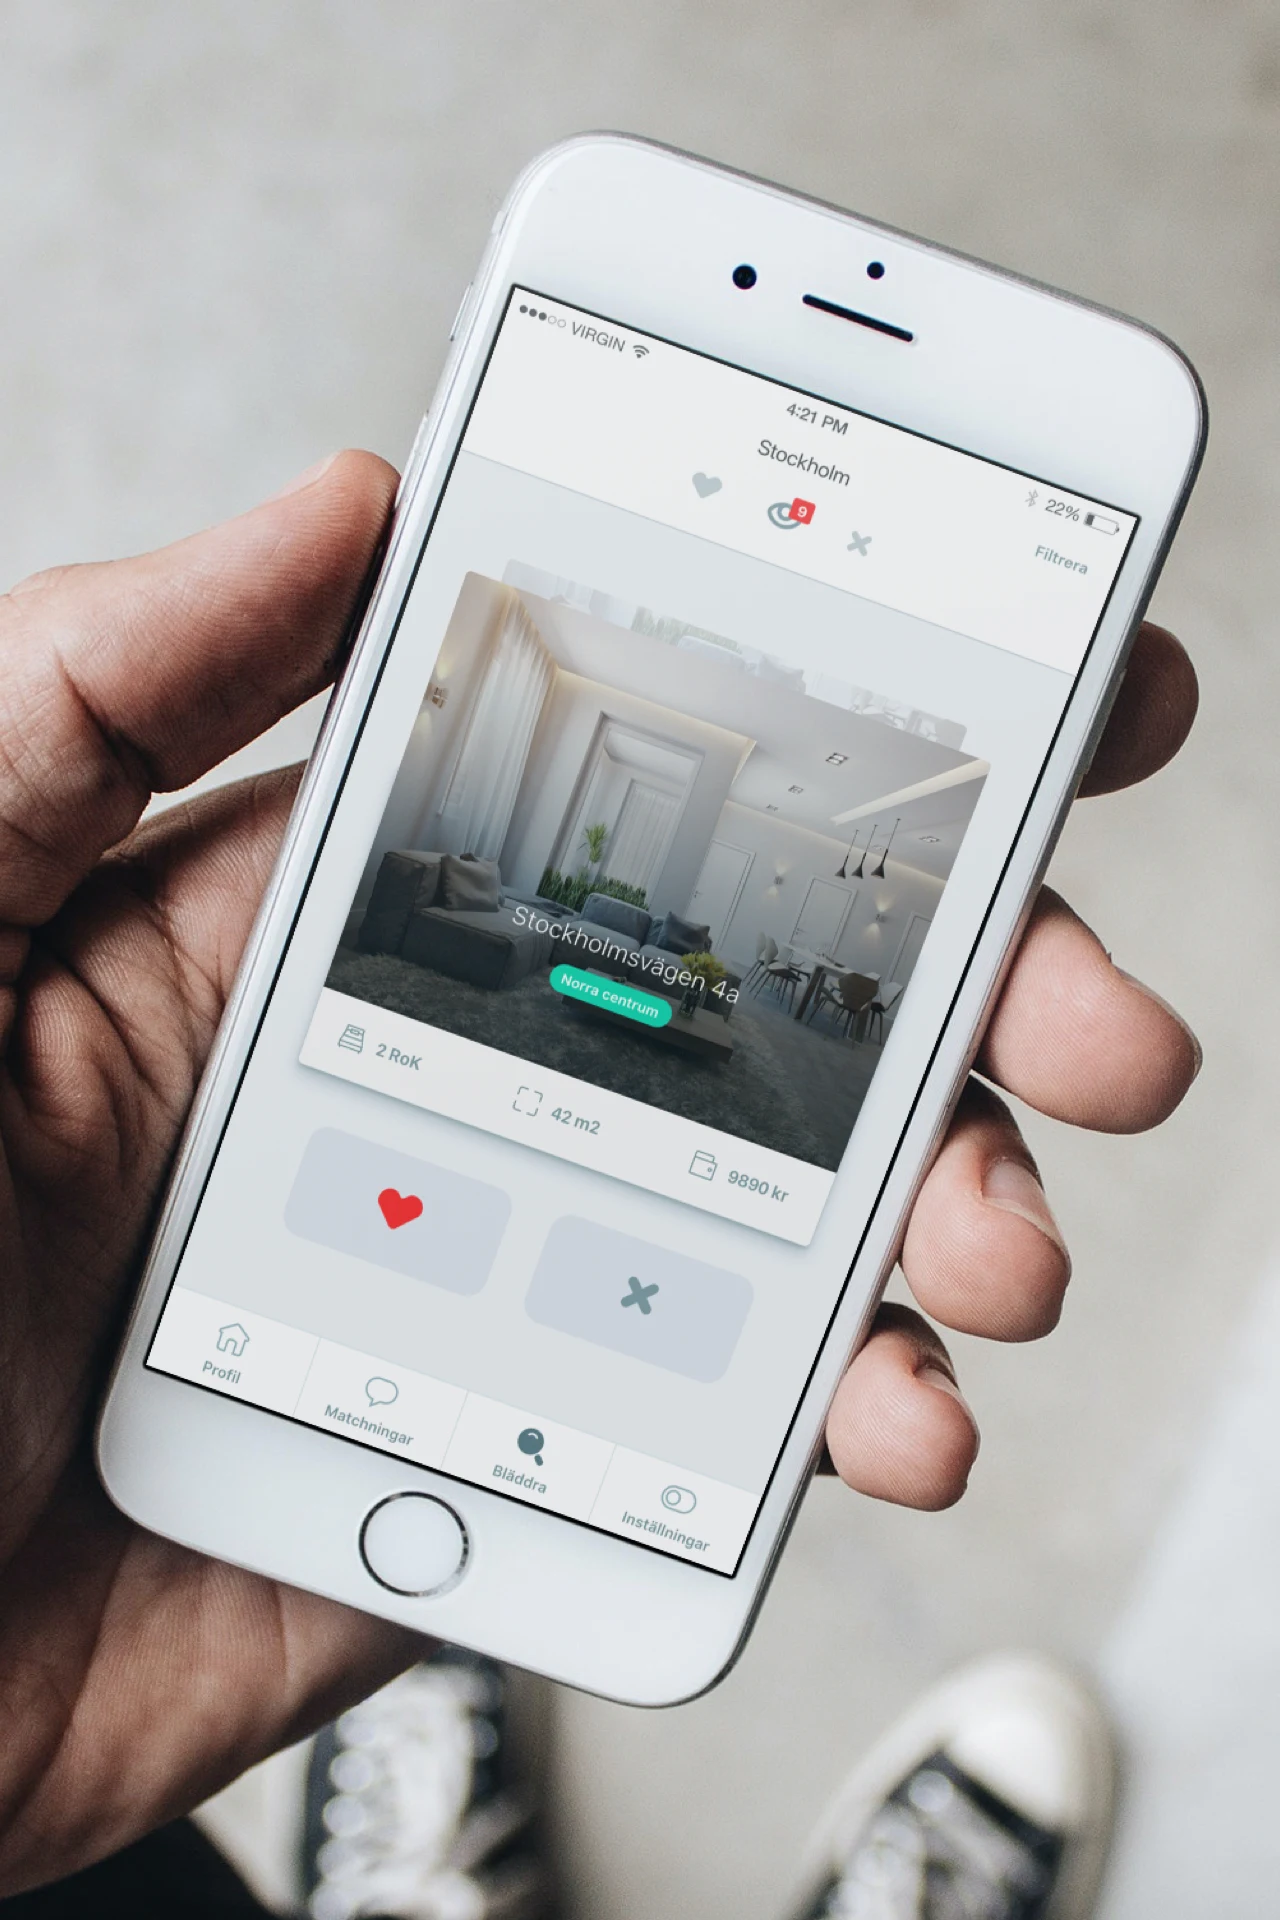 VIRGIN
4:21 PM
22%
Stockholm
9
Filtrera
Stockholmsvägen 4a
Norra centrum
2 RoK
42 m2
9890 kr
Profil
Matchningar
Bläddra
Inställningar